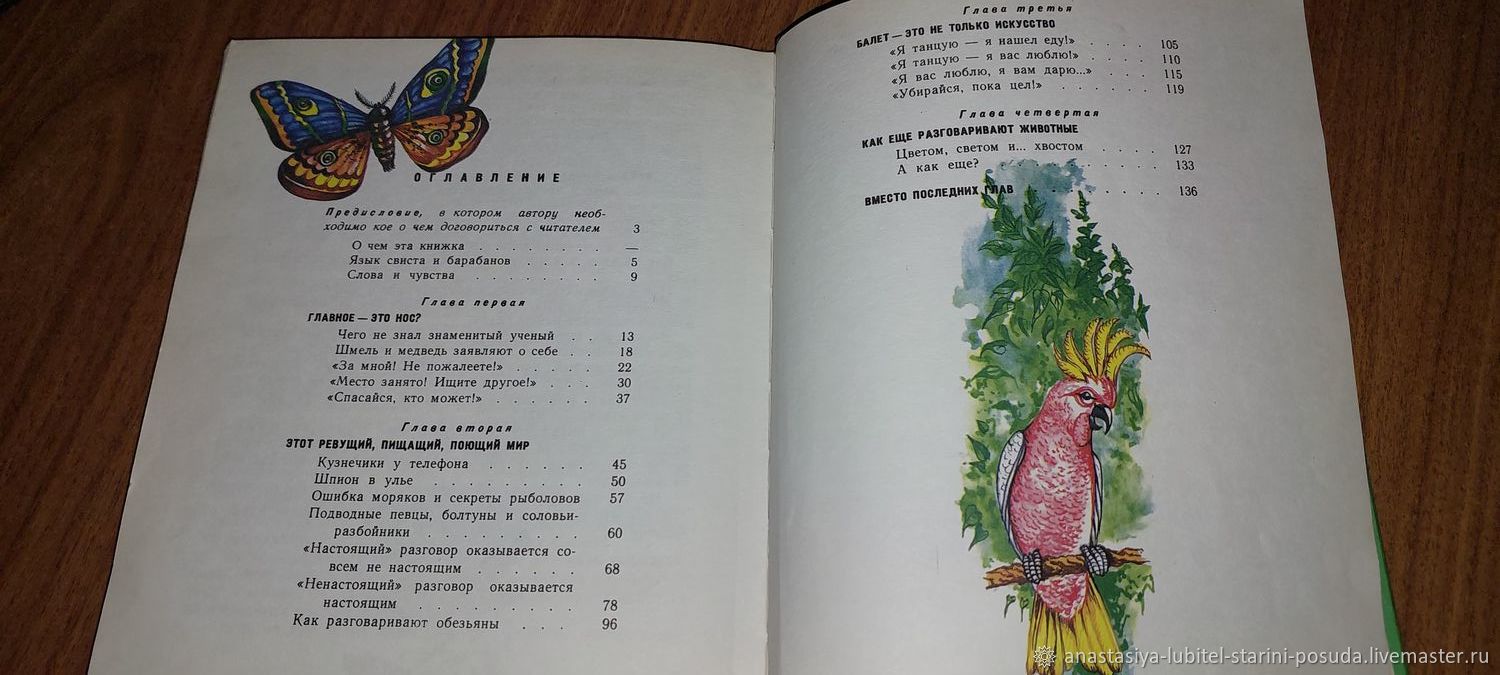 ОГЛАВЛЕНИЕ
Предисловие, в котором автору необ-
ходимо кое о чем договориться с читателем 3
О чем эта книжка . . . . . . . . —
Язык свиста и барабанов . . . . . 5
Слова и чувства . . . . . . . . 9
Глава первая
ГЛАВНОЕ — ЭТО НОС?
Чего не знал знаменитый ученый . . 13
Шмель и медведь заявляют о себе . . 18
«За мной! Не пожалеете!» . . . . . 22
«Место занято! Ищите другое!» . . . 30
«Спасайся, кто может!» . . . . . . 37
Глава вторая
ЭТОТ РЕВУЩИЙ, ПИЩАЩИЙ, ПОЮЩИЙ МИР
Кузнечики у телефона . . . . . . 45
Шпион в улье . . . . . . . . . 50
Ошибка моряков и секреты рыболовов 57
Подводные певцы, болтуны и соловьи-
разбойники . . . . . . . . . 60
«Настоящий» разговор оказывается со-
всем не настоящим . . . . . . 68
«Ненастоящий» разговор оказывается
настоящим . . . . . . . . . 78
Как разговаривают обезьяны . . . 96
Глава третья
БАЛЕТ — ЭТО НЕ ТОЛЬКО ИСКУССТВО
«Я танцую — я нашел еду!» . . . . 105
«Я танцую — я вас люблю!» . . . . 110
«Я вас люблю, я вам дарю...» . . . . 115
«Убирайся, пока цел!» . . . . . . 119
Глава четвертая
КАК ЕЩЕ РАЗГОВАРИВАЮТ ЖИВОТНЫЕ
Цветом, светом и... хвостом . . . . 127
А как еще? . . . . . . . . . 133
ВМЕСТО ПОСЛЕДНИХ ГЛАВ . . . . . . . . 136
anastasiya-lubitel-starini-posuda.livemaster.ru